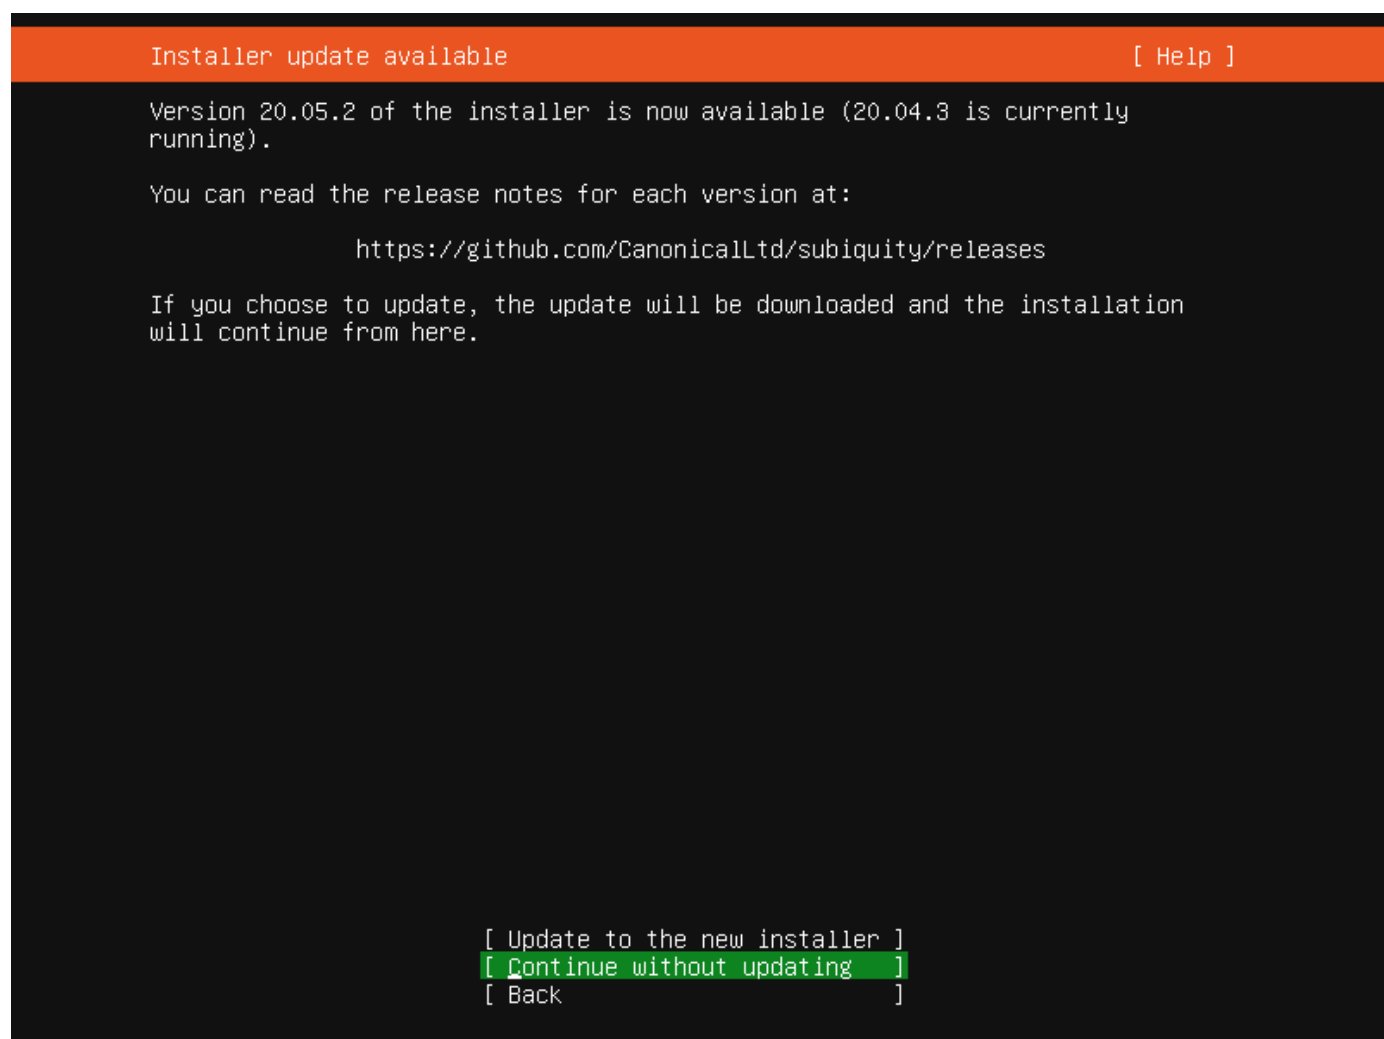 Installer update available [ Help ]
Version 20.05.2 of the installer is now available (20.04.3 is currently
running).
You can read the release notes for each version at:
https://github.com/CanonicalLtd/subiquity/releases
If you choose to update, the update will be downloaded and the installation
will continue from here.
[ Update to the new installer ]
[ Continue without updating ]
[ Back ]